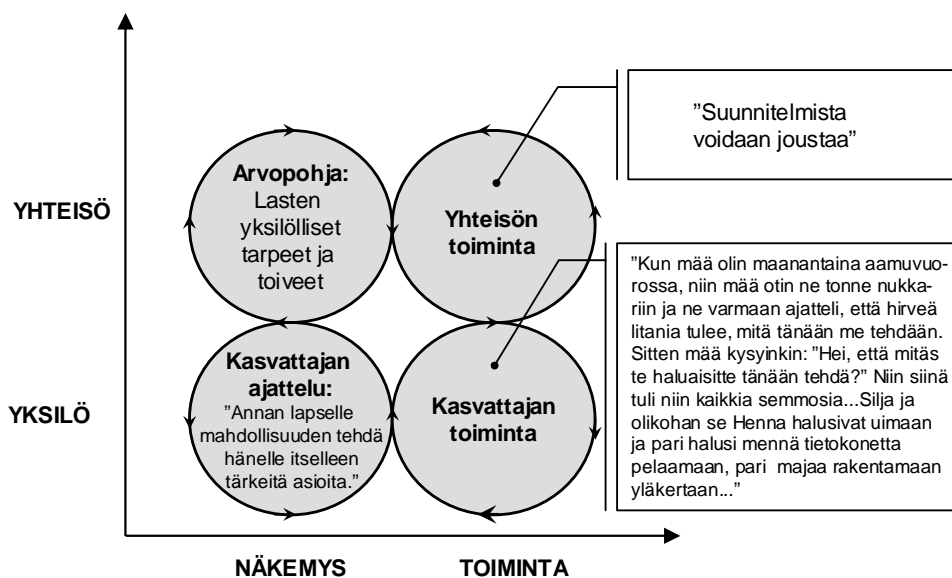 YHTEISÖ
Arvopohja:
Lasten
yksilölliset
tarpeet ja
toiveet
Yhteisön
toiminta
”Suunnitelmista
voidaan joustaa”
YKSILÖ
Kasvattajan
ajattelu:
”Annan lapselle
mahdollisuuden tehdä
hänelle itselleen
tärkeitä asioita.”
Kasvattajan
toiminta
”Kun mää olin maanantaina aamuvuo-
rossa, niin mää otin ne tonne nukka-
riin ja ne varmaan ajatteli, että hirveä
litania tulee, mitä tänään me tehdään.
Sitten mää kysyinkin: ”Hei, että mitäs
te haluaisitte tänään tehdä?” Niin siinä
tuli niin kaikkia semmosia...Silja ja
olikohan se Henna halusivat uimaan
ja pari halusi mennä tietokonetta
pelaamaan, pari majaa rakentamaan
yläkertaan...”
NÄKEMYS
TOIMINTA